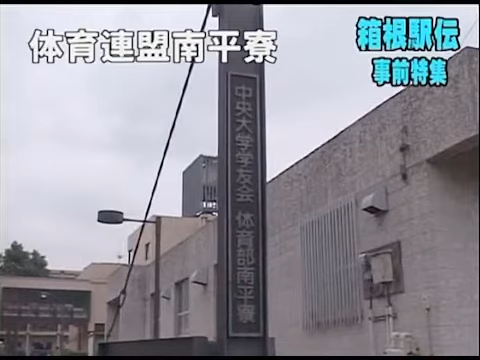 体育連盟南平寮
箱根駅伝
事前特集
中央大学学友会 体育部南平寮